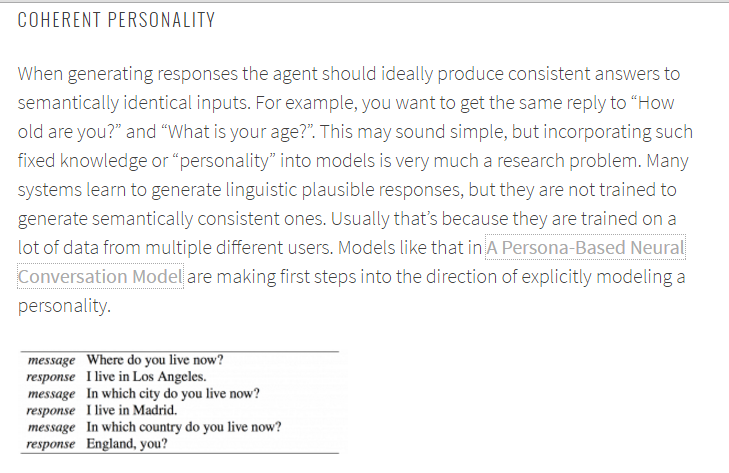 COHERENT PERSONALITY
When generating responses the agent should ideally produce consistent answers to
semantically identical inputs. For example, you want to get the same reply to “How
old are you?” and “What is your age?”. This may sound simple, but incorporating such
fixed knowledge or “personality” into models is very much a research problem. Many
systems learn to generate linguistic plausible responses, but they are not trained to
generate semantically consistent ones. Usually that’s because they are trained on a
lot of data from multiple different users. Models like that in A Persona-Based Neural
Conversation Model are making first steps into the direction of explicitly modeling a
personality.
message Where do you live now?
response I live in Los Angeles.
message In which city do you live now?
response I live in Madrid.
message In which country do you live now?
response England, you?